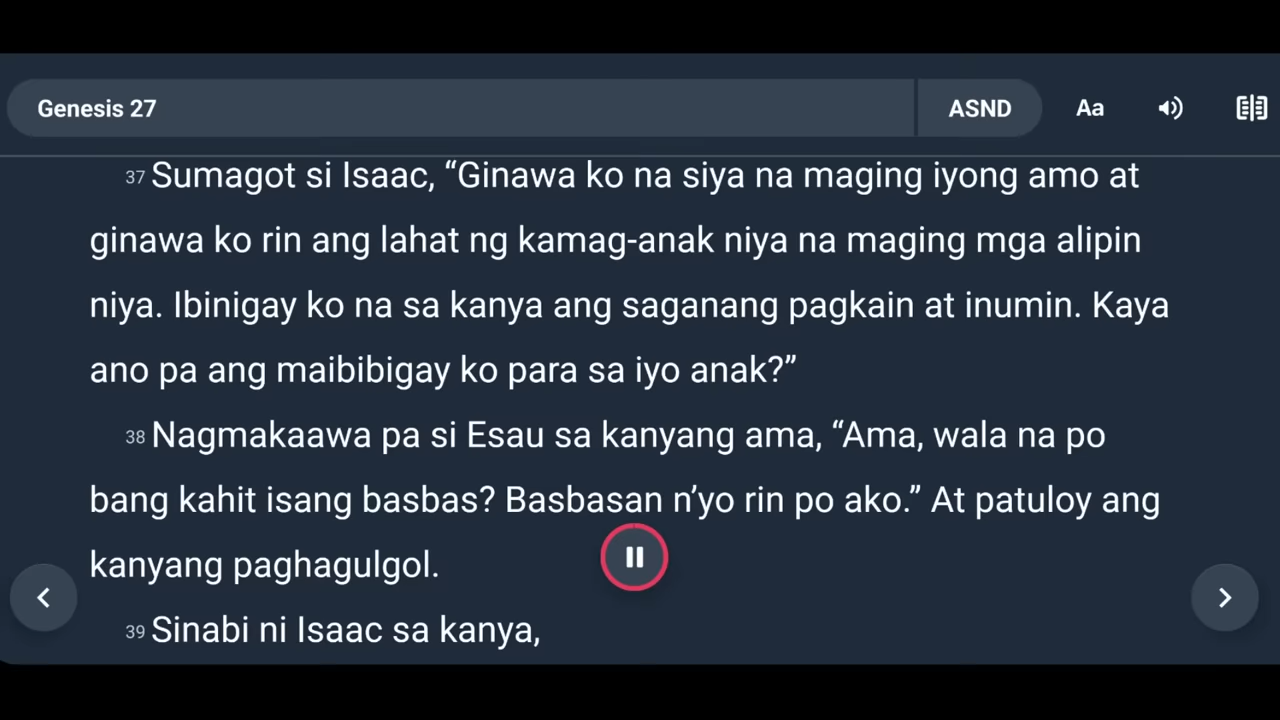 Genesis 27
ASND
Aa
37 Sumagot si Isaac, “Ginawa ko na siya na maging iyong amo at
ginawa ko rin ang lahat ng kamag-anak niya na maging mga alipin
niya. Ibinigay ko na sa kanya ang saganang pagkain at inumin. Kaya
ano pa ang maibibigay ko para sa iyo anak?”
38 Nagmakaawa pa si Esau sa kanyang ama, “Ama, wala na po
bang kahit isang basbas? Basbasan n’yo rin po ako.” At patuloy ang
kanyang paghagulgol.
39 Sinabi ni Isaac sa kanya,